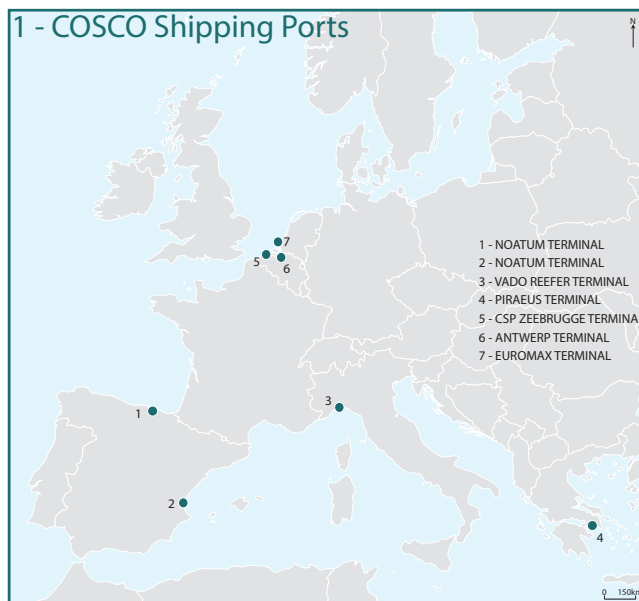 1 - COSCO Shipping Ports
N
7
5
6
1 - NOATUM TERMINAL
2 - NOATUM TERMINAL
3 - VADO REEFER TERMINAL
4 - PIRAEUS TERMINAL
5 - CSP ZEEBRUGGE TERMINA
6 - ANTWERP TERMINAL
7 - EUROMAX TERMINAL
3
1
2
4
0 150km